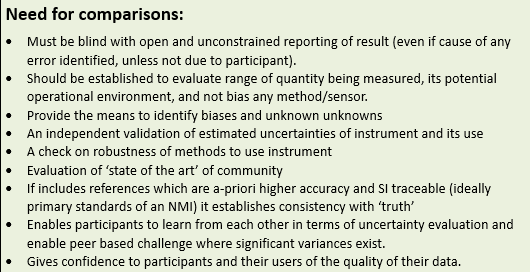 Need for comparisons:
• Must be blind with open and unconstrained reporting of result (even if cause of any
error identified, unless not due to participant).
• Should be established to evaluate range of quantity being measured, its potential
operational environment, and not bias any method/sensor.
• Provide the means to identify biases and unknown unknowns
• An independent validation of estimated uncertainties of instrument and its use
• A check on robustness of methods to use instrument
• Evaluation of ‘state of the art’ of community
• If includes references which are a-priori higher accuracy and SI traceable (ideally
primary standards of an NMI) it establishes consistency with ‘truth’
• Enables participants to learn from each other in terms of uncertainty evaluation and
enable peer based challenge where significant variances exist.
• Gives confidence to participants and their users of the quality of their data.